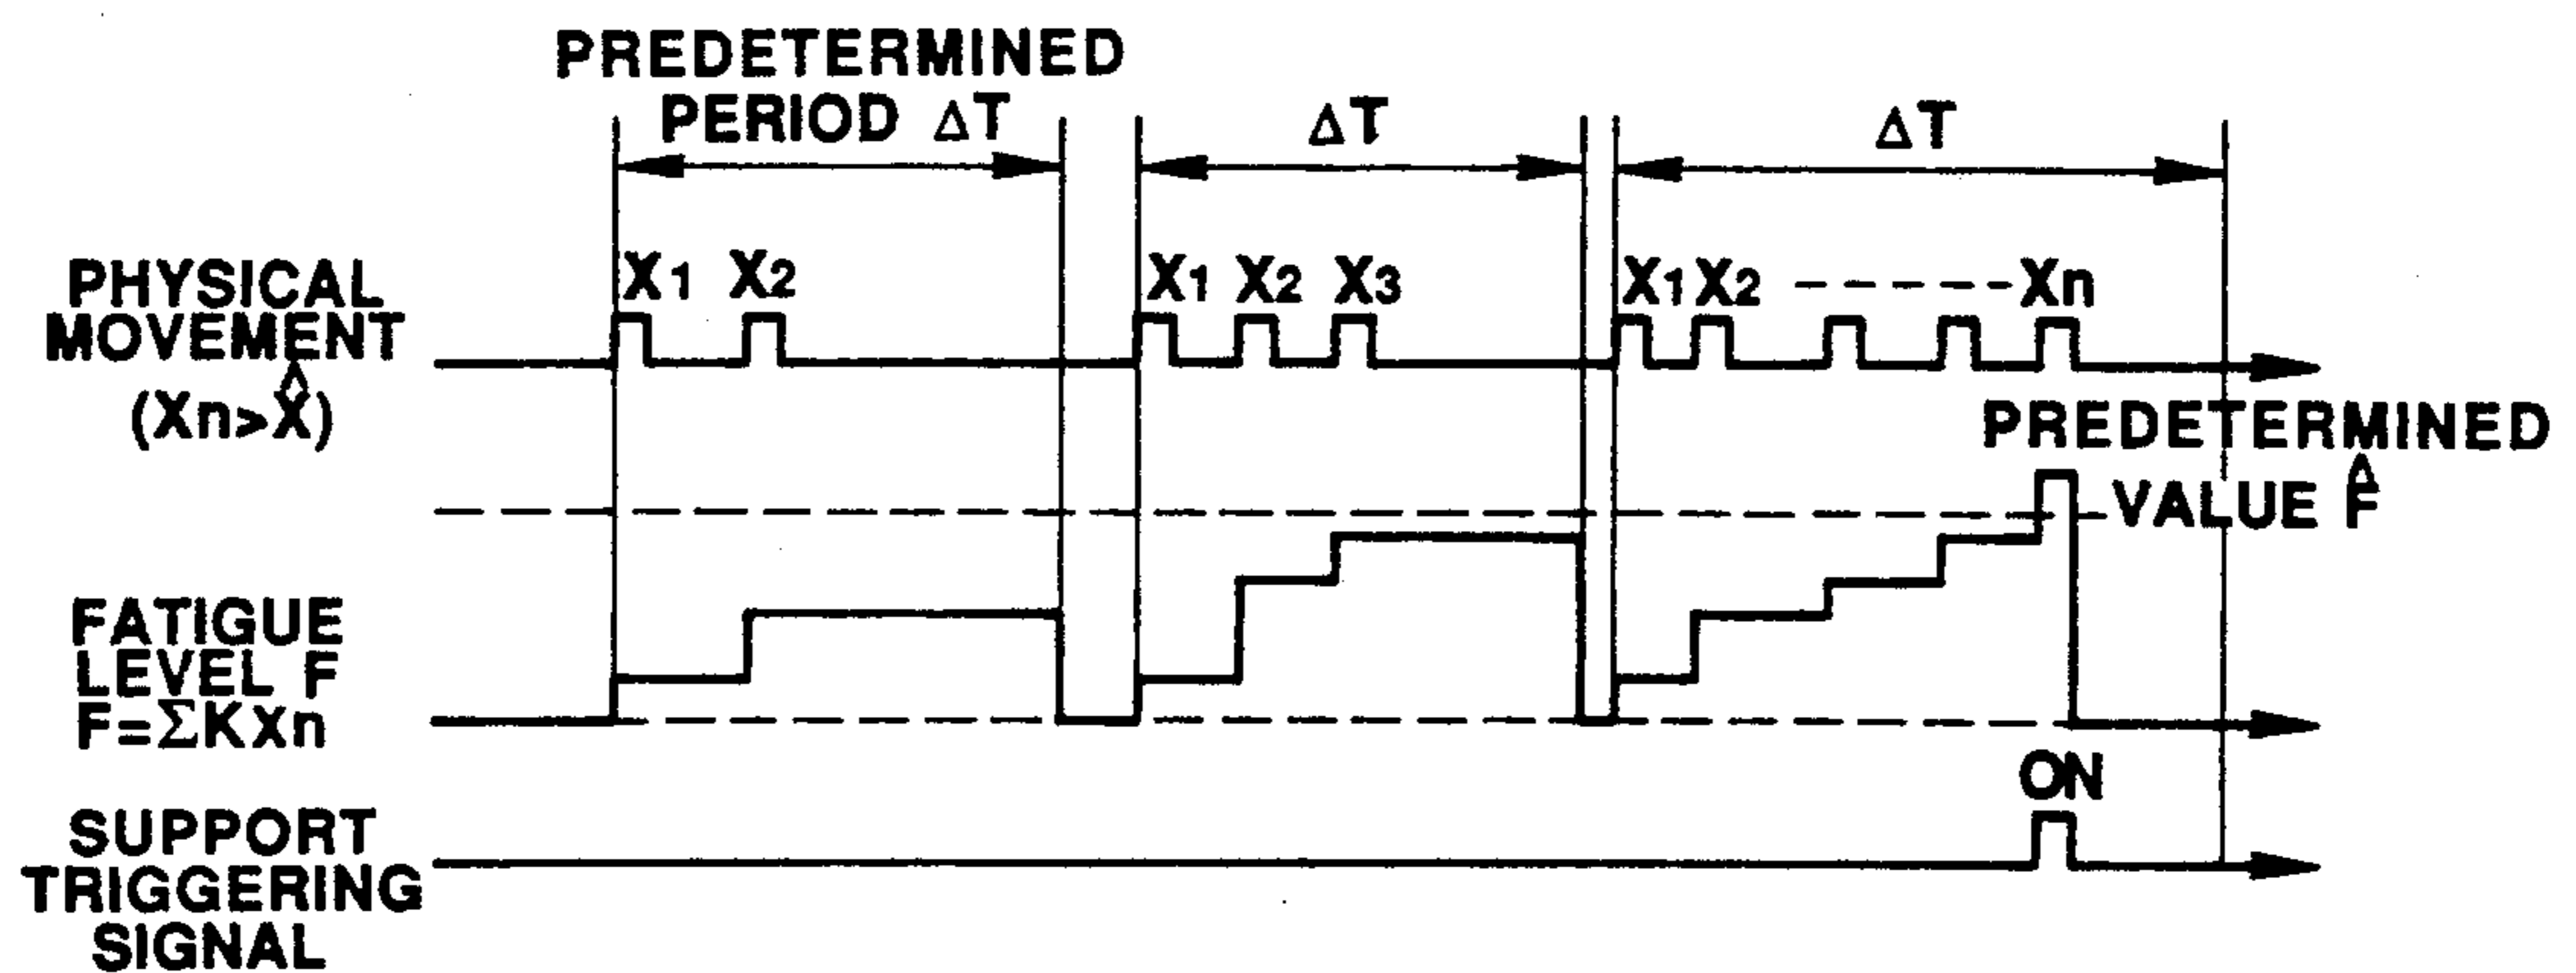 PREDETERMINED
PERIOD ΔT
ΔT
ΔT
PHYSICAL
MOVEMENT
(Xn>X̂)
X1 X2
X1 X2 X3
X1 X2 ------ Xn
PREDETERMINED
VALUE F̂
FATIGUE
LEVEL F
F=ΣKXn
ON
SUPPORT
TRIGGERING
SIGNAL